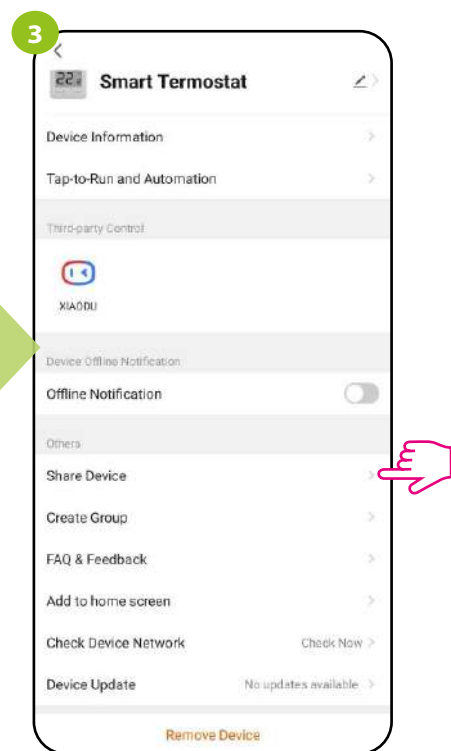 3
22
Smart Termostat
Device Information
Tap-to-Run and Automation
Third-party Control
XIAODU
Device Offline Notification
Offline Notification
Others
Share Device
Create Group
FAQ & Feedback
Add to home screen
Check Device Network Check Now
Device Update No updates available
Remove Device